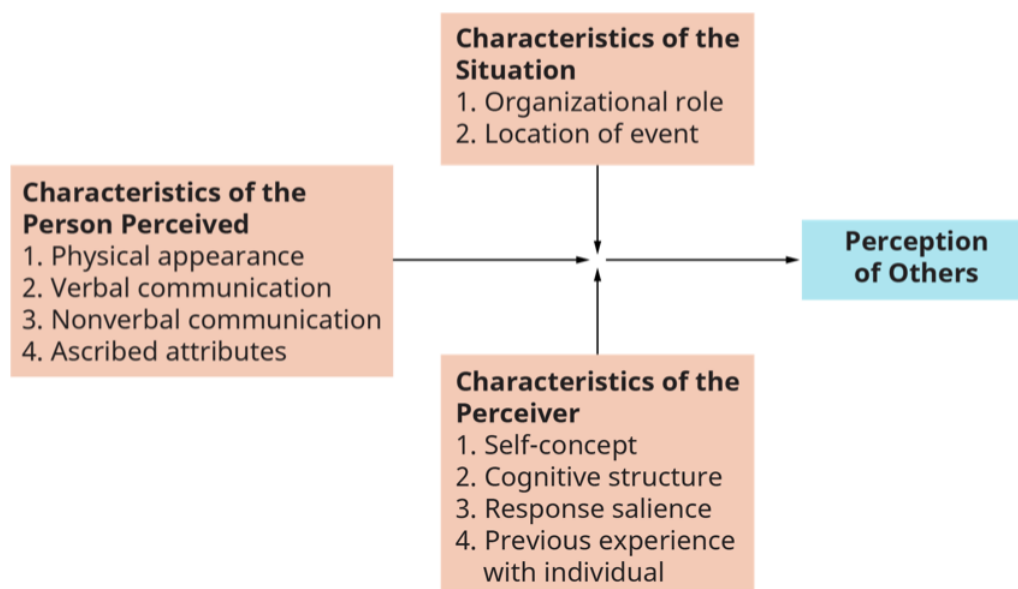 Characteristics of the
Situation
1. Organizational role
2. Location of event
Characteristics of the
Person Perceived
1. Physical appearance
2. Verbal communication
3. Nonverbal communication
4. Ascribed attributes
Perception
of Others
Characteristics of the
Perceiver
1. Self-concept
2. Cognitive structure
3. Response salience
4. Previous experience
with individual